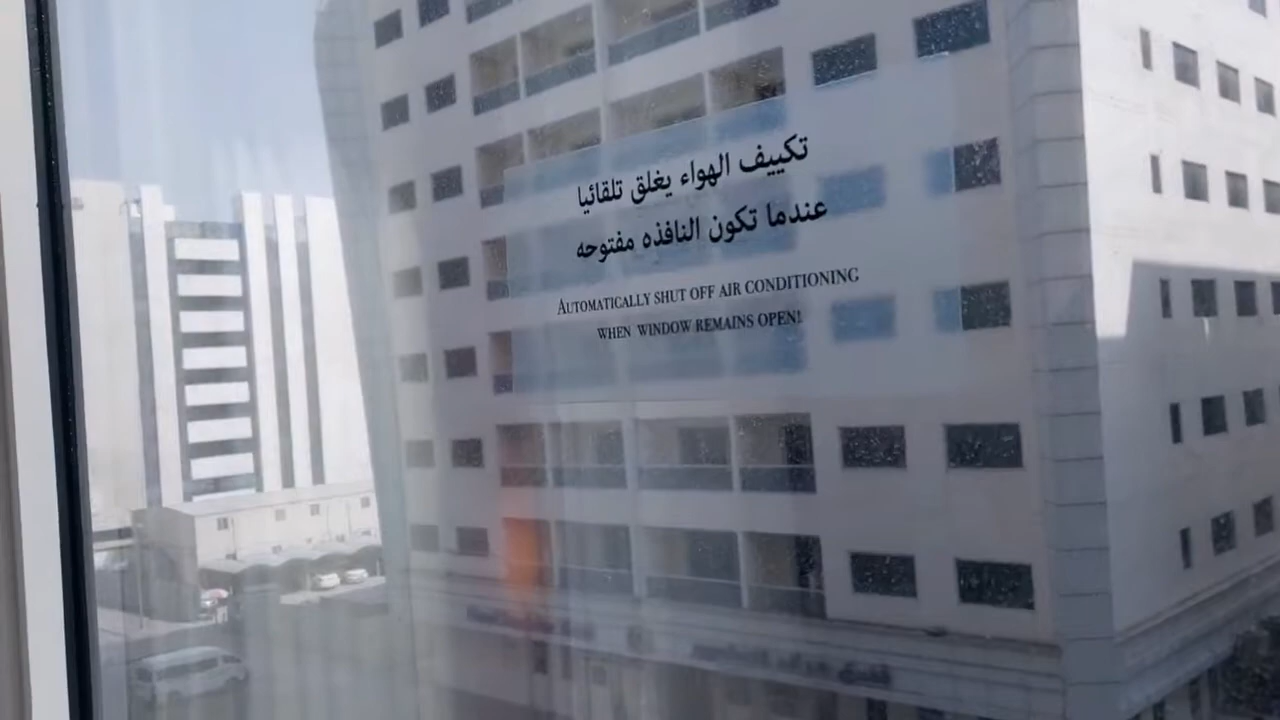 تكييف الهواء يغلق تلقائيا
عندما تكون النافذه مفتوحه
AUTOMATICALLY SHUT OFF AIR CONDITIONING
WHEN WINDOW REMAINS OPEN!